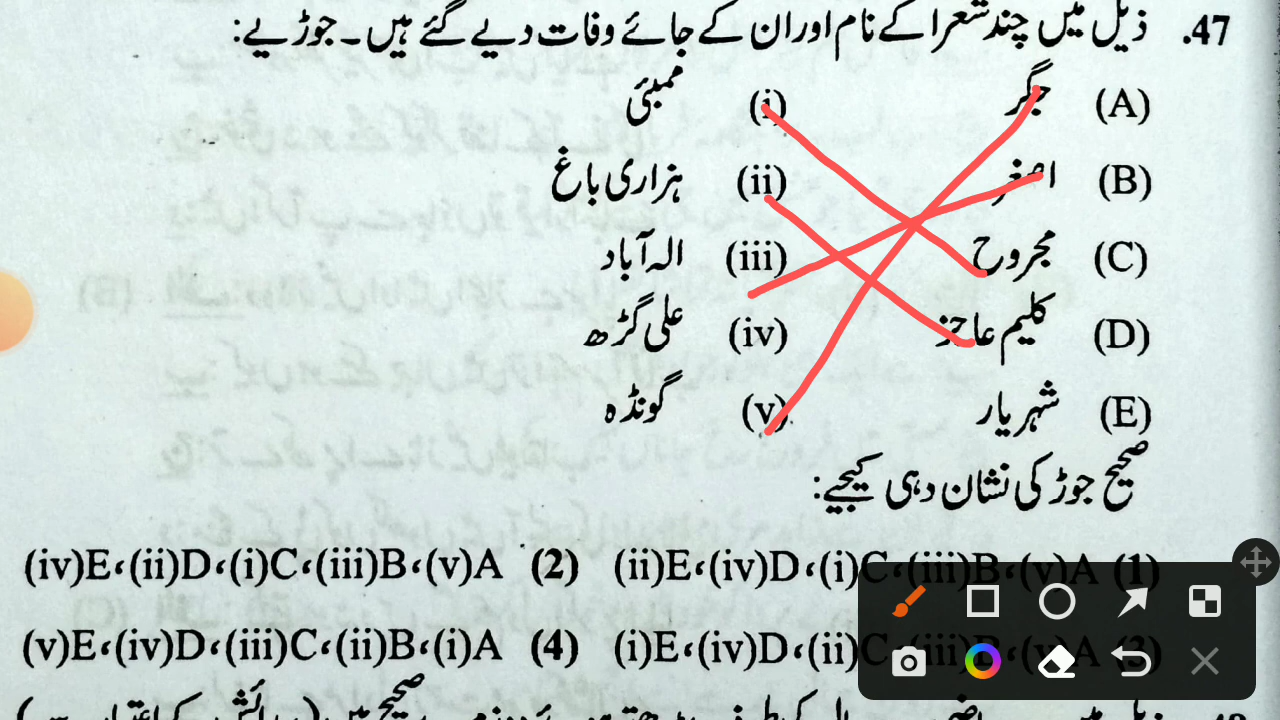 47. ذیل میں چند شعرا کے نام اور ان کے جائے وفات دیے گئے ہیں۔ جوڑیے:
(A) جگر (i) ممبئی
(B) اصغر (ii) ہزاری باغ
(C) مجروح (iii) الہ آباد
(D) کلیم عاجز (iv) علی گڑھ
(E) شہریار (v) گونڈہ
صحیح جوڑ کی نشان دہی کیجیے:
(1) A(v)، B(iii)، C(i)، D(iv)، E(ii) (2) A(v)، B(iii)، C(i)، D(ii)، E(iv)
(3) A(v)، B(iii)، C(ii)، D(iv)، E(i) (4) A(i)، B(ii)، C(iii)، D(iv)، E(v)